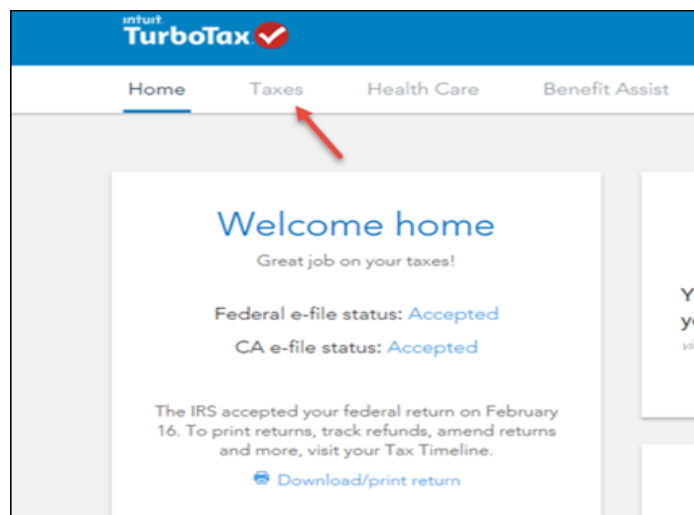 intuit
TurboTax
Home Taxes Health Care Benefit Assist
Welcome home
Great job on your taxes!
Federal e-file status: Accepted
CA e-file status: Accepted
The IRS accepted your federal return on February
16. To print returns, track refunds, amend returns
and more, visit your Tax Timeline.
Download/print return